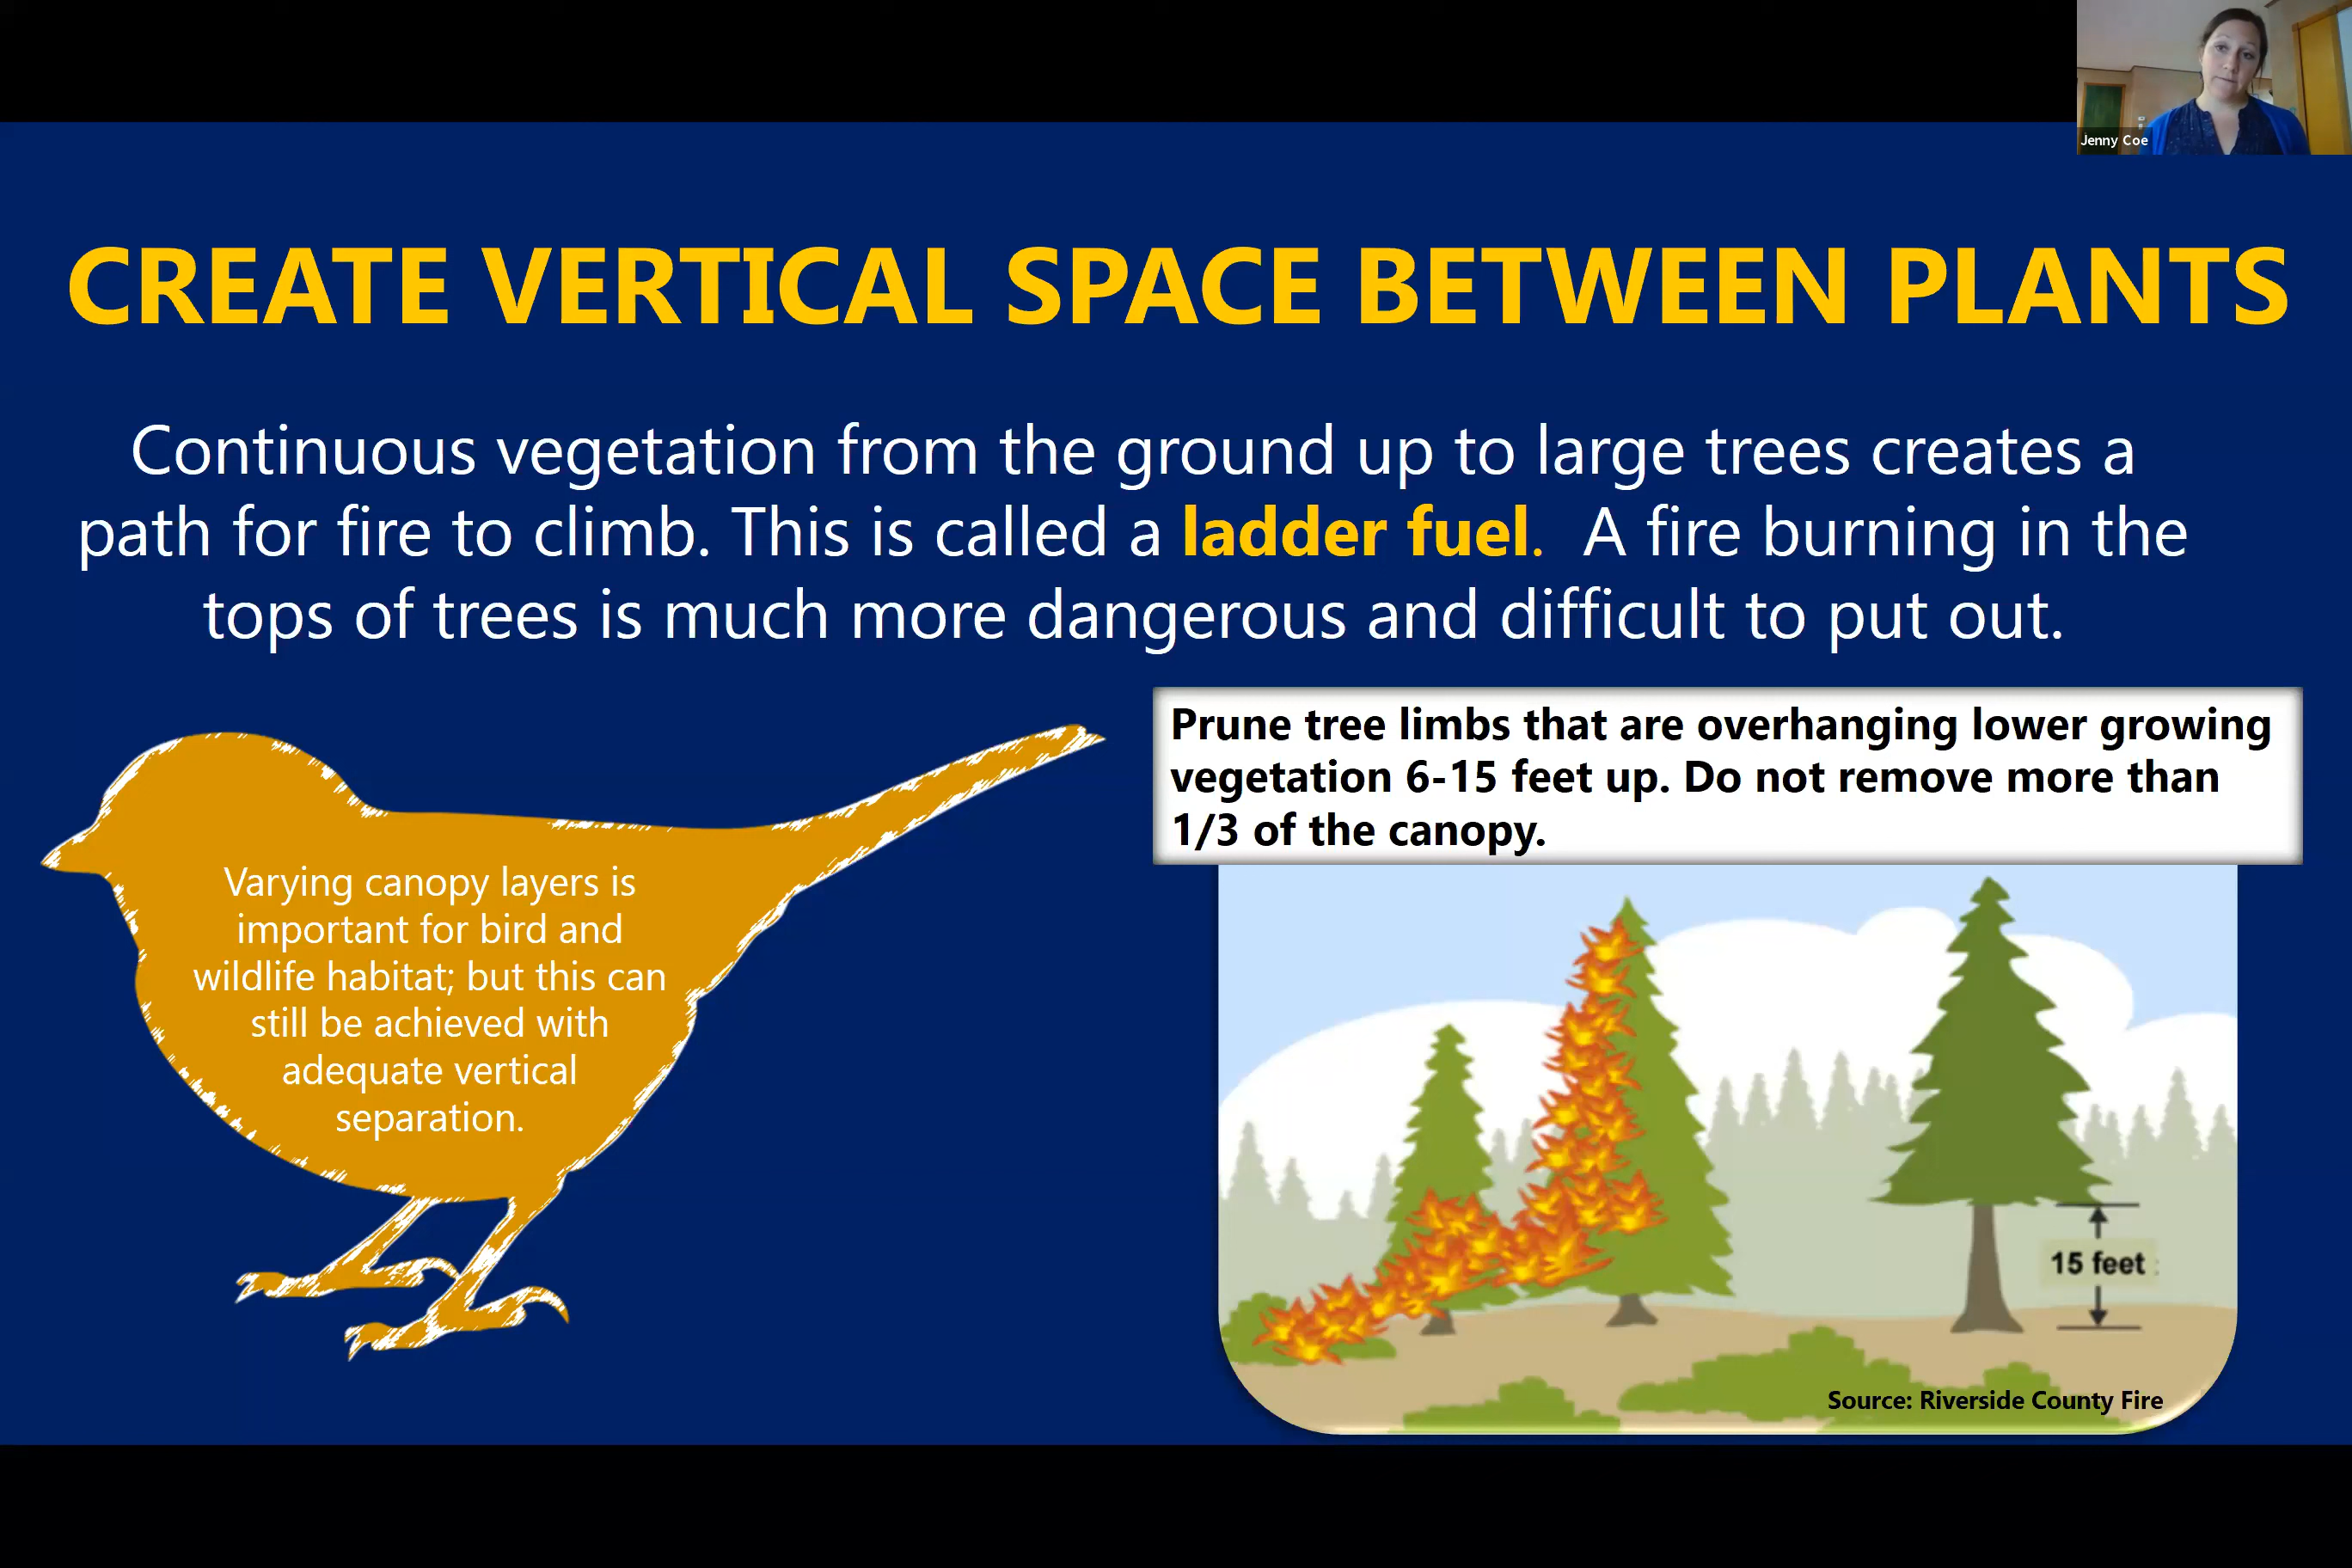 Jenny Coe
CREATE VERTICAL SPACE BETWEEN PLANTS
Continuous vegetation from the ground up to large trees creates a
path for fire to climb. This is called a ladder fuel.  A fire burning in the
tops of trees is much more dangerous and difficult to put out.
Varying canopy layers is
important for bird and
wildlife habitat; but this can
still be achieved with
adequate vertical
separation.
Prune tree limbs that are overhanging lower growing
vegetation 6-15 feet up. Do not remove more than
1/3 of the canopy.
15 feet
Source: Riverside County Fire